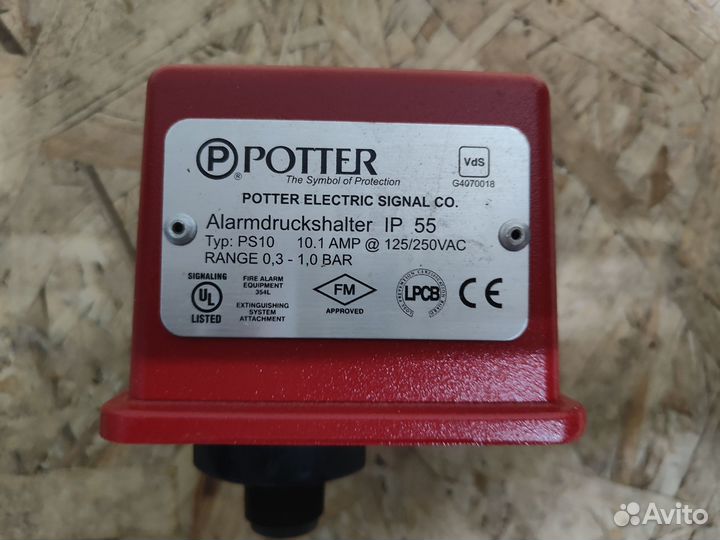 P POTTER
®
The Symbol of Protection
VdS
G4070018
POTTER ELECTRIC SIGNAL CO.
Alarmdruckshalter IP 55
Typ: PS10 10.1 AMP @ 125/250VAC
RANGE 0,3 - 1,0 BAR
SIGNALING
UL
LISTED
FIRE ALARM
EQUIPMENT
354L
EXTINGUISHING
SYSTEM
ATTACHMENT
FM
APPROVED
LPCB
CE
Avito